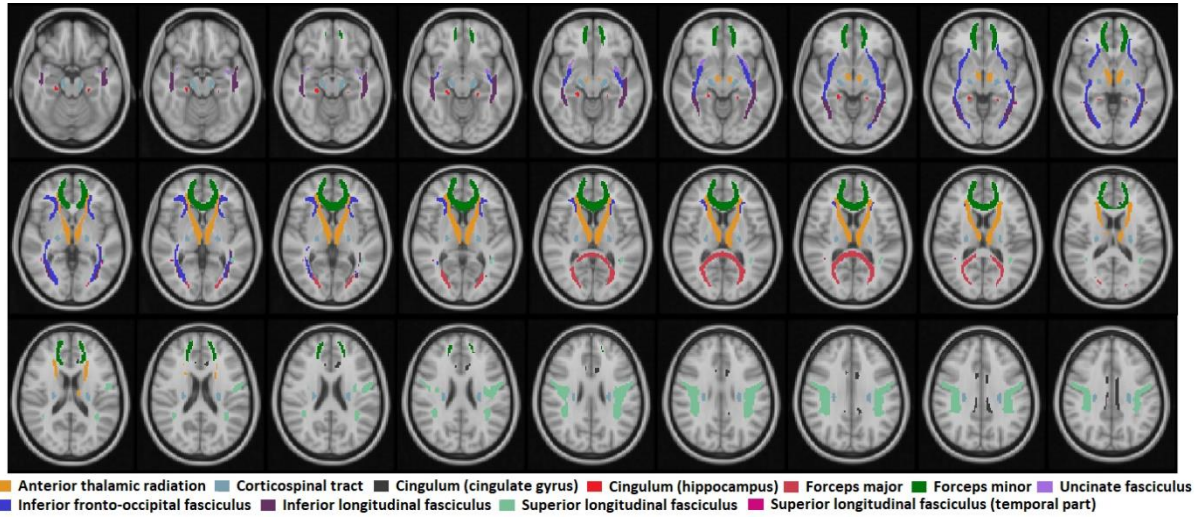 Anterior thalamic radiation Corticospinal tract Cingulum (cingulate gyrus) Cingulum (hippocampus) Forceps major Forceps minor Uncinate fasciculus
Inferior fronto-occipital fasciculus Inferior longitudinal fasciculus Superior longitudinal fasciculus Superior longitudinal fasciculus (temporal part)